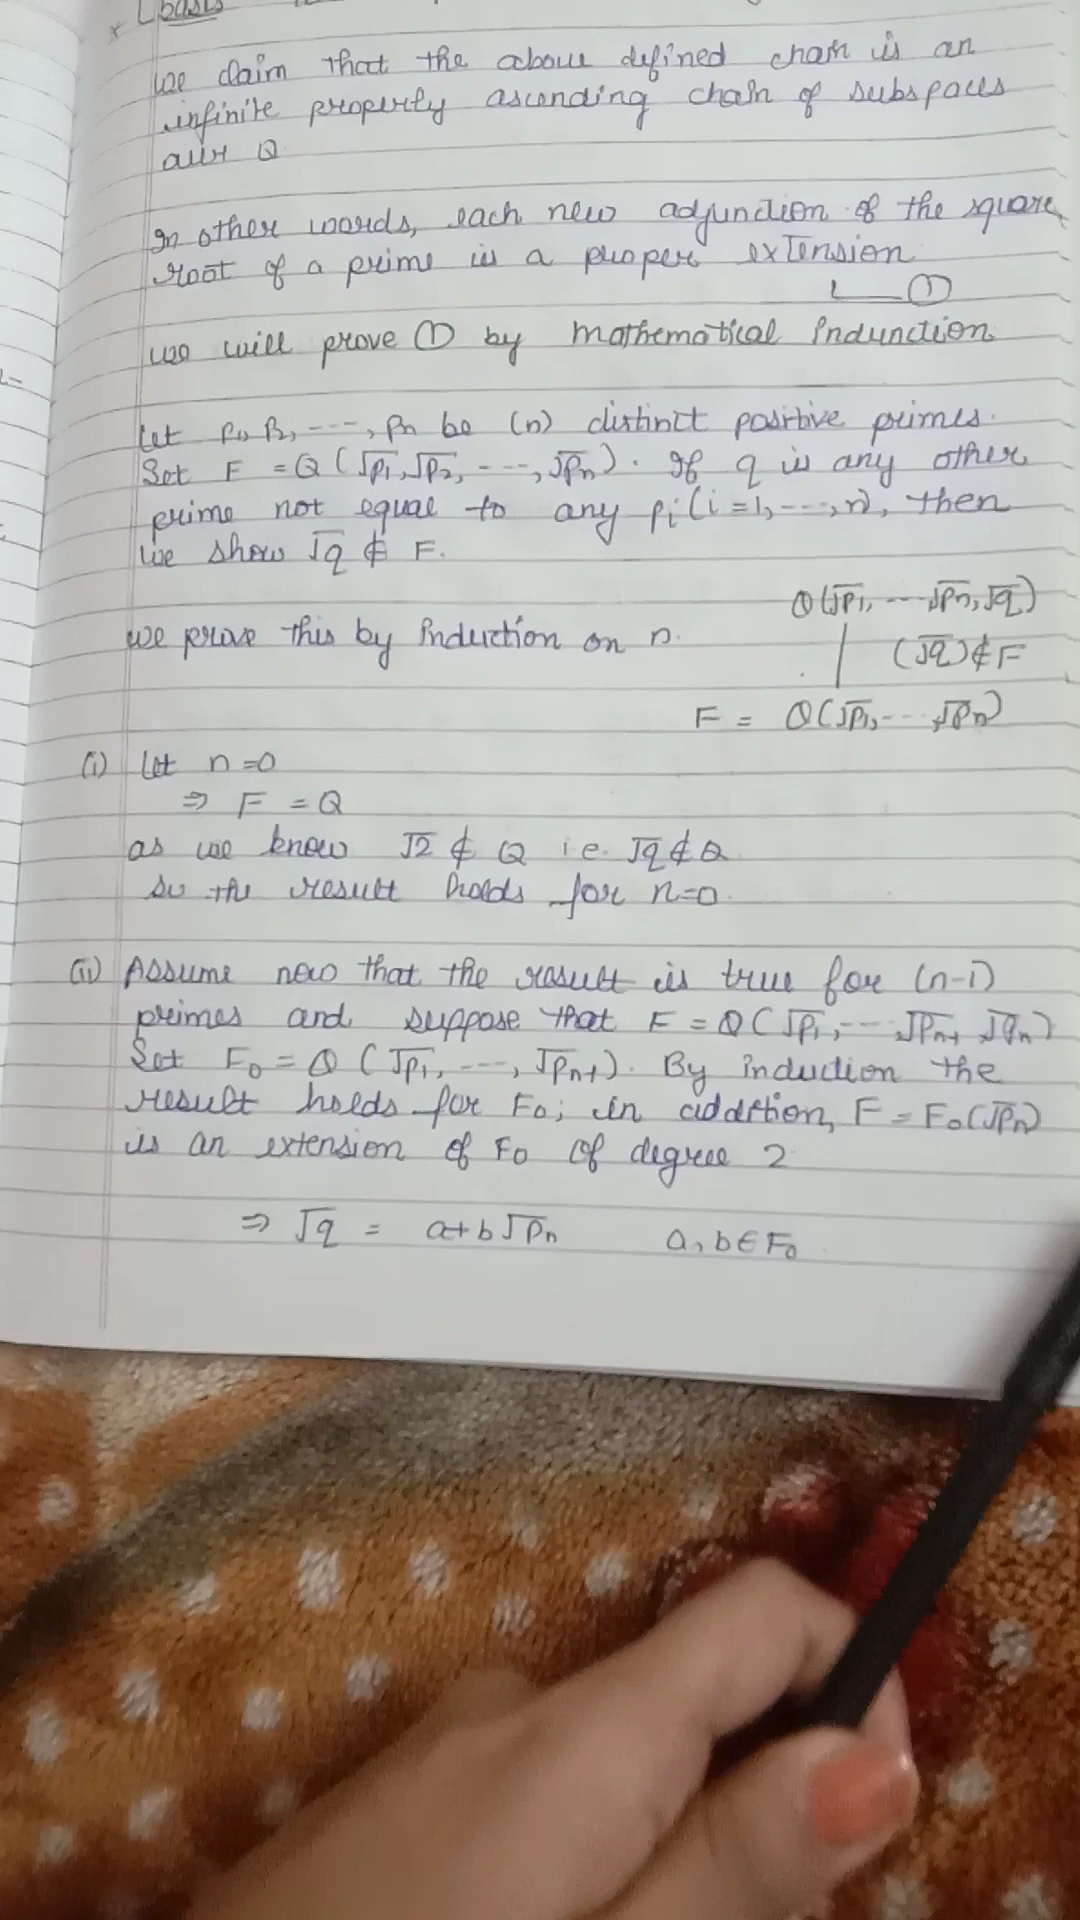 basis
we claim that the above defined chain is an
infinite properly ascending chain of subspaces
over Q
In other words, each new adjunction of the square
root of a prime is a proper extension
①
we will prove ① by Mathematical Indunction
Let p₁, p₂, ---, pn be (n) distinct positive primes.
Set F = Q(√p₁, √p₂, ---, √pn). If q is any other
prime not equal to any pi (i=1, ---, n), then
we show √q ∉ F.
Q(√p₁, --- √pn, √q)
we prove this by Induction on n.
(√q) ∉ F
F = Q(√p₁, --- √pn)
(i) Let n=0
⇒ F = Q
as we know √2 ∉ Q i.e. √q ∉ Q
so the result holds for n=0.
(ii) Assume now that the result is true for (n-1)
primes and suppose that F = Q(√p₁, --- √pn-1, √pn)
Set F₀ = Q(√p₁, ---, √pn-1). By induction the
result holds for F₀; in addition, F = F₀(√pn)
is an extension of F₀ of degree 2
⇒ √q = a+b√pn a, b ∈ F₀